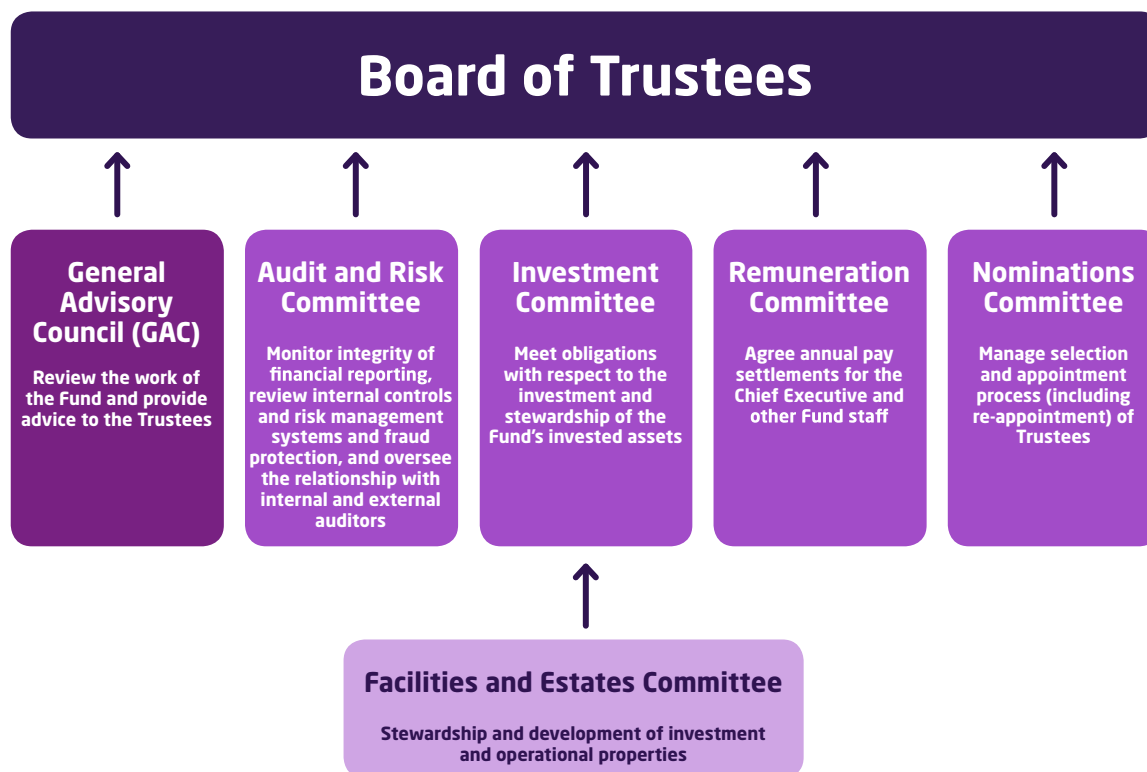 Board of Trustees
General
Advisory
Council (GAC)
Review the work of
the Fund and provide
advice to the Trustees
Audit and Risk
Committee
Monitor integrity of
financial reporting,
review internal controls
and risk management
systems and fraud
protection, and oversee
the relationship with
internal and external
auditors
Investment
Committee
Meet obligations
with respect to the
investment and
stewardship of the
Fund's invested assets
Remuneration
Committee
Agree annual pay
settlements for the
Chief Executive and
other Fund staff
Nominations
Committee
Manage selection
and appointment
process (including
re-appointment) of
Trustees
Facilities and Estates Committee
Stewardship and development of investment
and operational properties